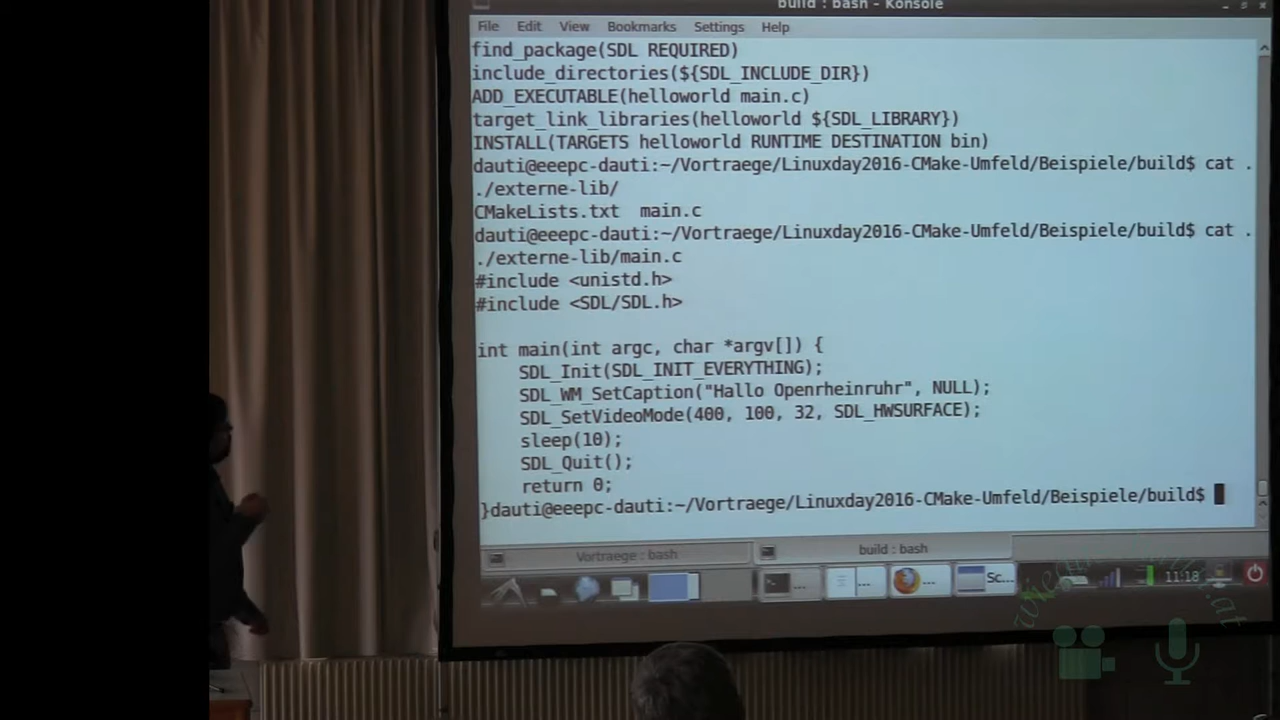 build : bash - Konsole
File Edit View Bookmarks Settings Help
find_package(SDL REQUIRED)
include_directories(${SDL_INCLUDE_DIR})
ADD_EXECUTABLE(helloworld main.c)
target_link_libraries(helloworld ${SDL_LIBRARY})
INSTALL(TARGETS helloworld RUNTIME DESTINATION bin)
dauti@eeepc-dauti:~/Vortraege/Linuxday2016-CMake-Umfeld/Beispiele/build$ cat .
./externe-lib/
CMakeLists.txt  main.c
dauti@eeepc-dauti:~/Vortraege/Linuxday2016-CMake-Umfeld/Beispiele/build$ cat .
./externe-lib/main.c
#include <unistd.h>
#include <SDL/SDL.h>
int main(int argc, char *argv[]) {
    SDL_Init(SDL_INIT_EVERYTHING);
    SDL_WM_SetCaption("Hallo Openrheinruhr", NULL);
    SDL_SetVideoMode(400, 100, 32, SDL_HWSURFACE);
    sleep(10);
    SDL_Quit();
    return 0;
}dauti@eeepc-dauti:~/Vortraege/Linuxday2016-CMake-Umfeld/Beispiele/build$
Vortraege : bash build : bash
... ... ... Sc... 11:18